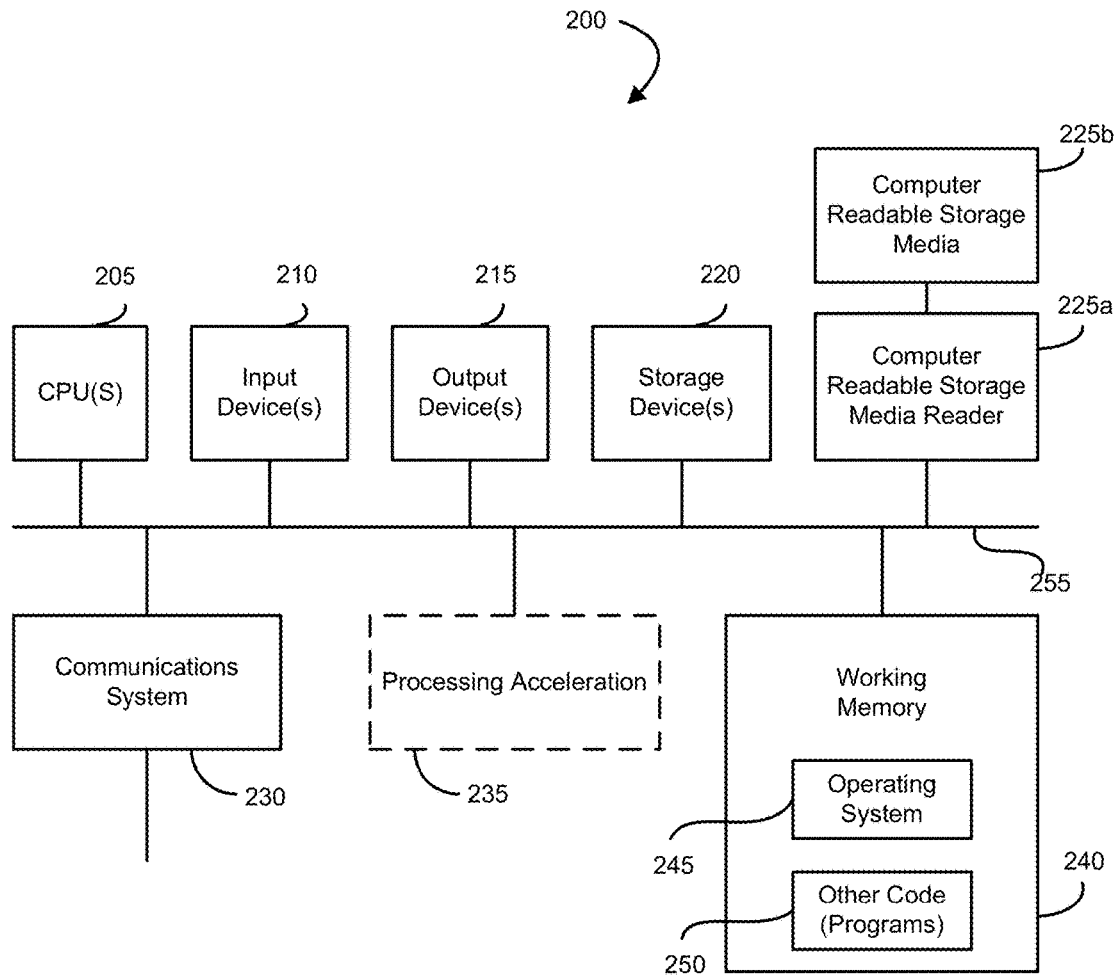 200
225b
Computer
Readable Storage
Media
205
210
215
220
225a
CPU(S)
Input
Device(s)
Output
Device(s)
Storage
Device(s)
Computer
Readable Storage
Media Reader
255
Communications
System
Processing Acceleration
Working
Memory
230
235
Operating
System
245
240
Other Code
(Programs)
250